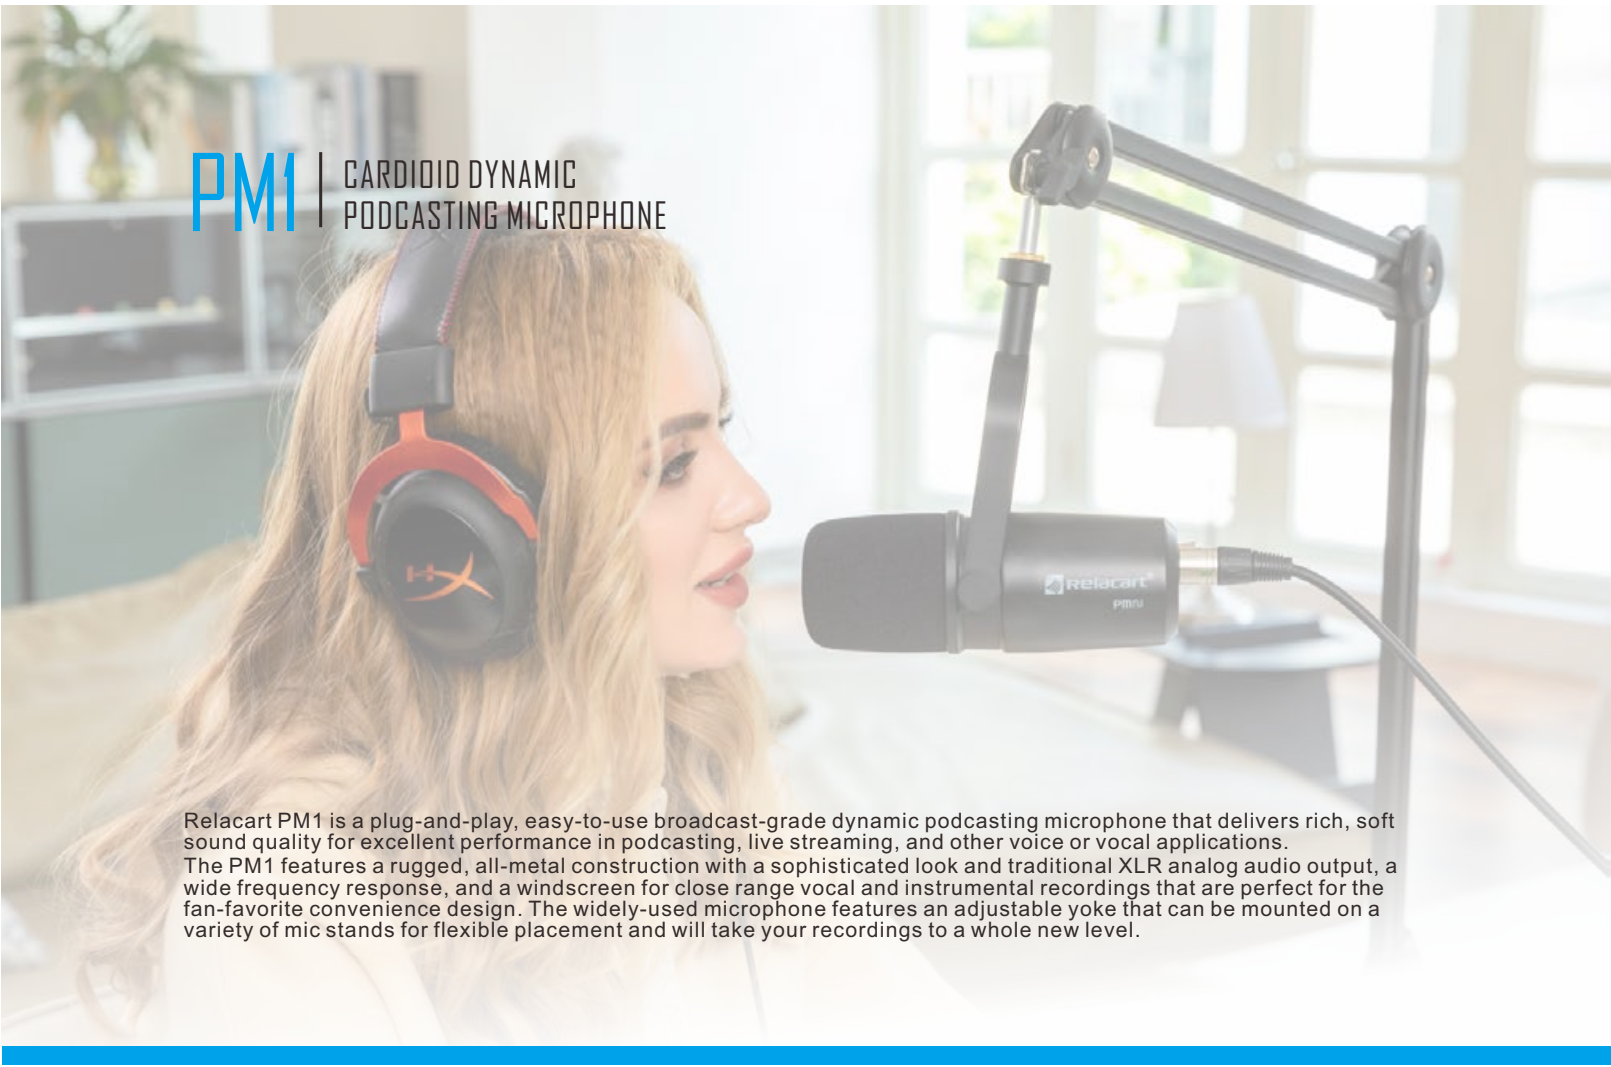 PM1
CARDIOID DYNAMIC
PODCASTING MICROPHONE
HX
Relacart
Relacart PM1 is a plug-and-play, easy-to-use broadcast-grade dynamic podcasting microphone that delivers rich, soft
sound quality for excellent performance in podcasting, live streaming, and other voice or vocal applications.
The PM1 features a rugged, all-metal construction with a sophisticated look and traditional XLR analog audio output, a
wide frequency response, and a windscreen for close range vocal and instrumental recordings that are perfect for the
fan-favorite convenience design. The widely-used microphone features an adjustable yoke that can be mounted on a
variety of mic stands for flexible placement and will take your recordings to a whole new level.